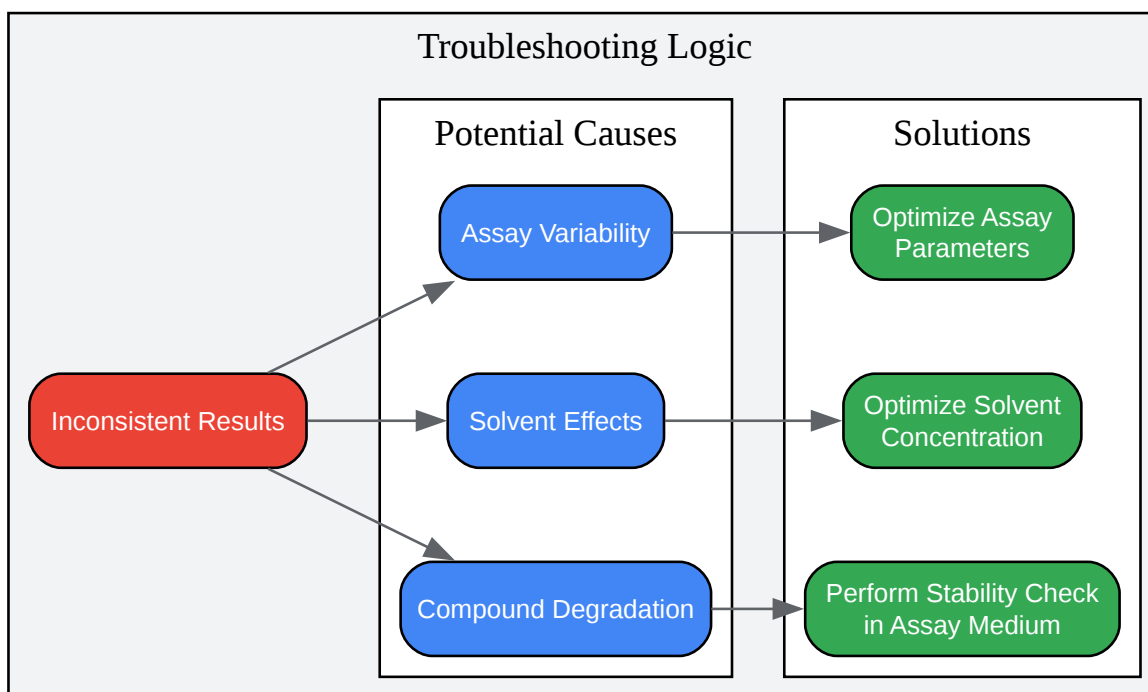 Troubleshooting Logic
Potential Causes
Solutions
Assay Variability
Optimize Assay
Parameters
Inconsistent Results
Solvent Effects
Optimize Solvent
Concentration
Compound Degradation
Perform Stability Check
in Assay Medium